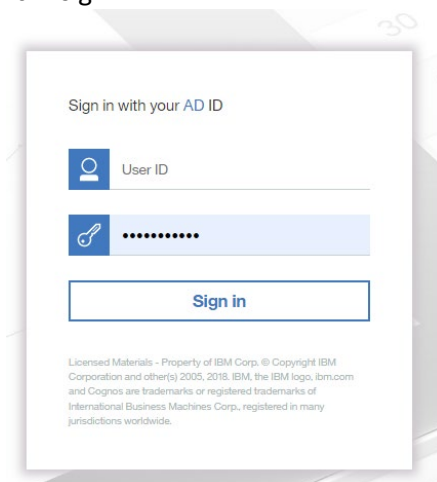 30
Sign in with your AD ID
User ID
•••••••••••
Sign in
Licensed Materials - Property of IBM Corp. © Copyright IBM
Corporation and other(s) 2005, 2018. IBM, the IBM logo, ibm.com
and Cognos are trademarks or registered trademarks of
International Business Machines Corp., registered in many
jurisdictions worldwide.